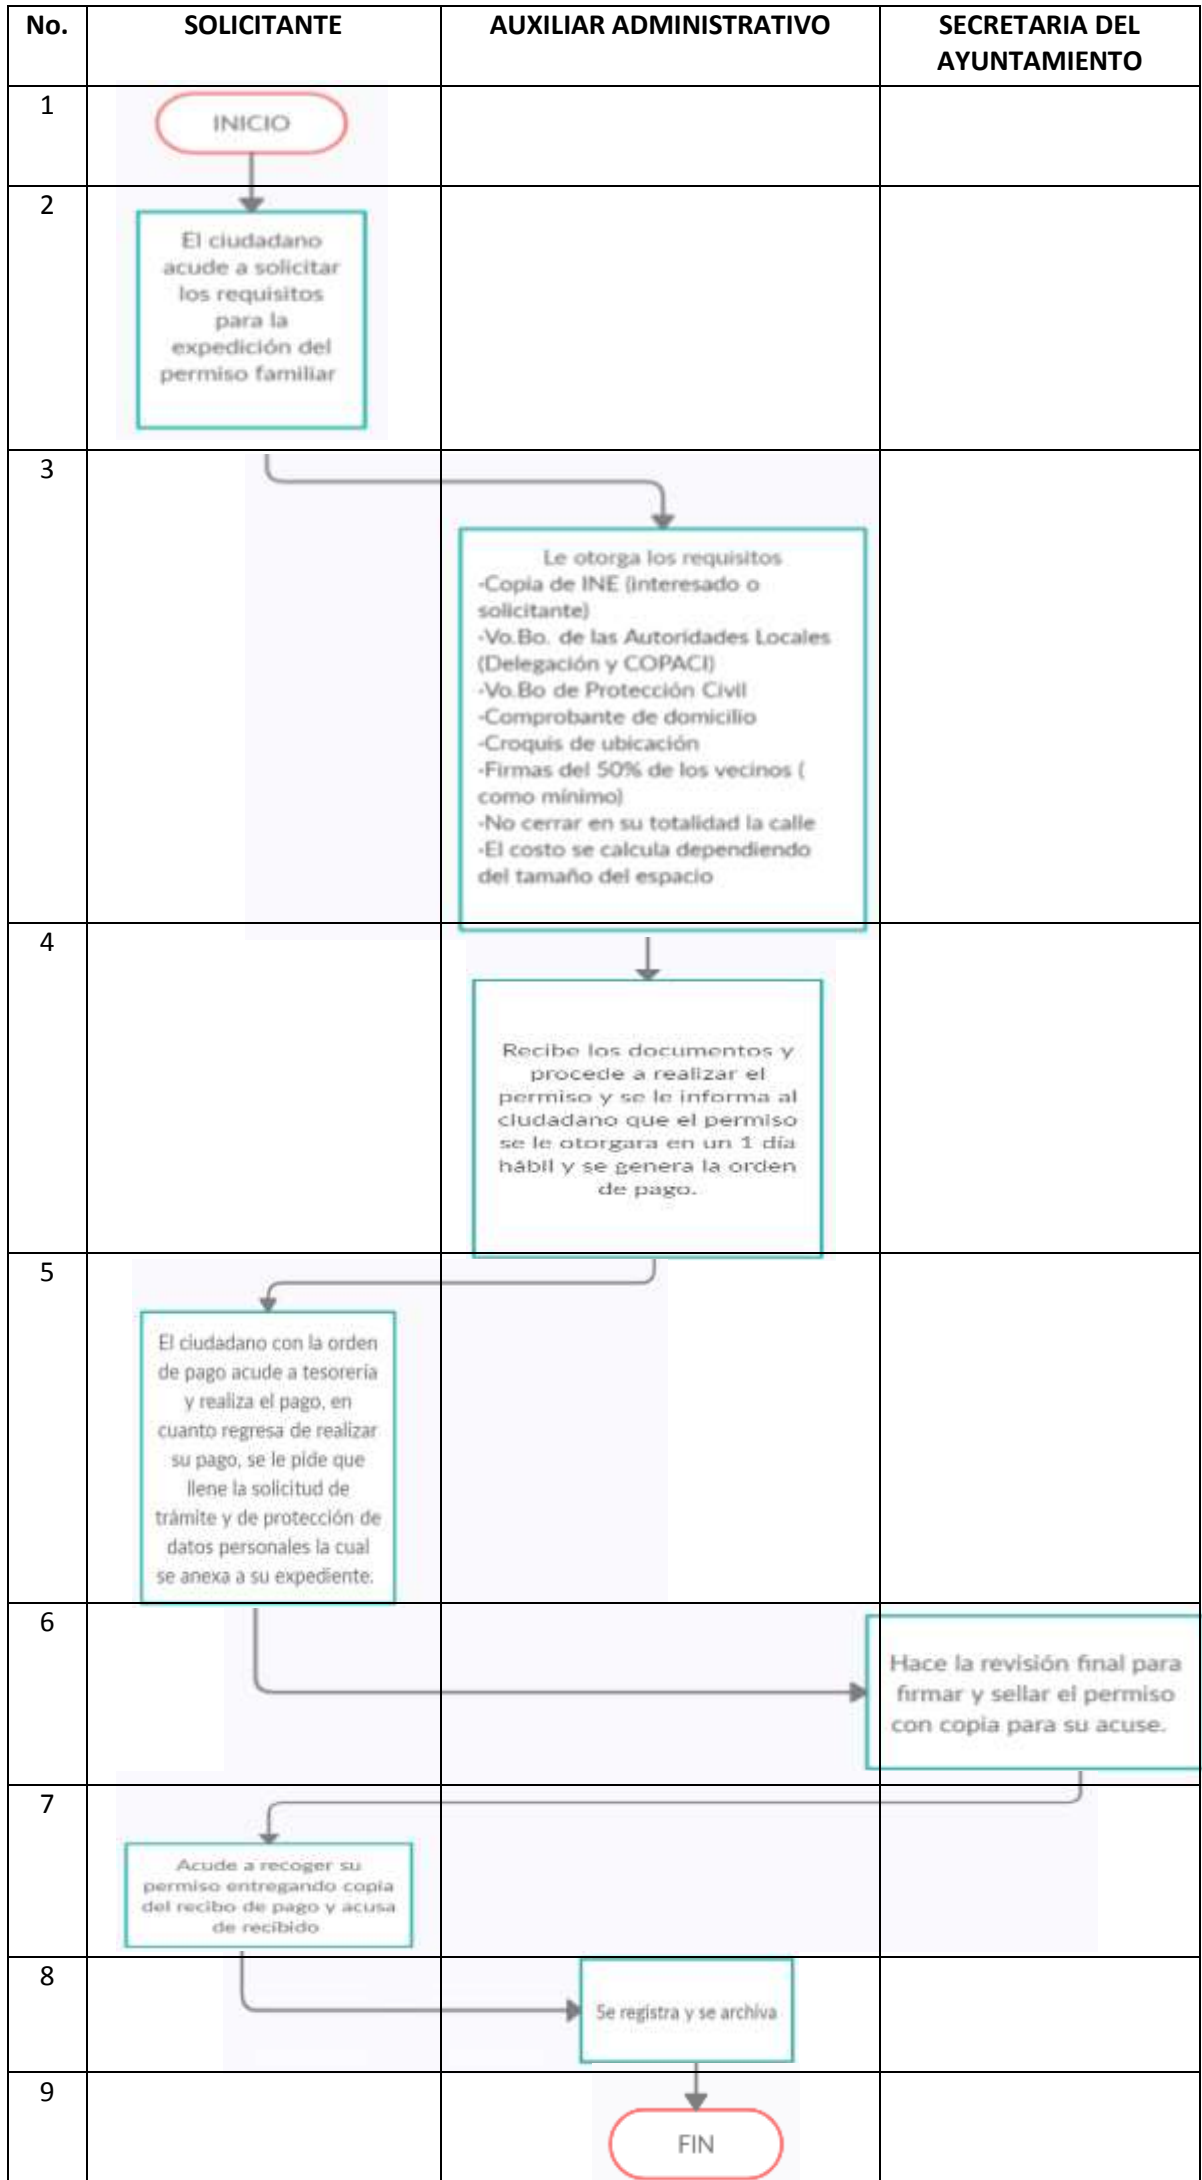 No. SOLICITANTE AUXILIAR ADMINISTRATIVO SECRETARIA DEL
AYUNTAMIENTO
1
INICIO
2
El ciudadano
acude a solicitar
los requisitos
para la
expedición del
permiso familiar
3
Le otorga los requisitos
-Copia de INE (interesado o
solicitante)
-Vo.Bo. de las Autoridades Locales
(Delegación y COPACI)
-Vo.Bo de Protección Civil
-Comprobante de domicilio
-Croquis de ubicación
-Firmas del 50% de los vecinos (
como mínimo)
-No cerrar en su totalidad la calle
-El costo se calcula dependiendo
del tamaño del espacio
4
Recibe los documentos y
procede a realizar el
permiso y se le informa al
ciudadano que el permiso
se le otorgara en un 1 día
hábil y se genera la orden
de pago.
5
El ciudadano con la orden
de pago acude a tesorería
y realiza el pago, en
cuanto regresa de realizar
su pago, se le pide que
llene la solicitud de
trámite y de protección de
datos personales la cual
se anexa a su expediente.
6
Hace la revisión final para
firmar y sellar el permiso
con copia para su acuse.
7
Acude a recoger su
permiso entregando copia
del recibo de pago y acusa
de recibido
8
Se registra y se archiva
9
FIN